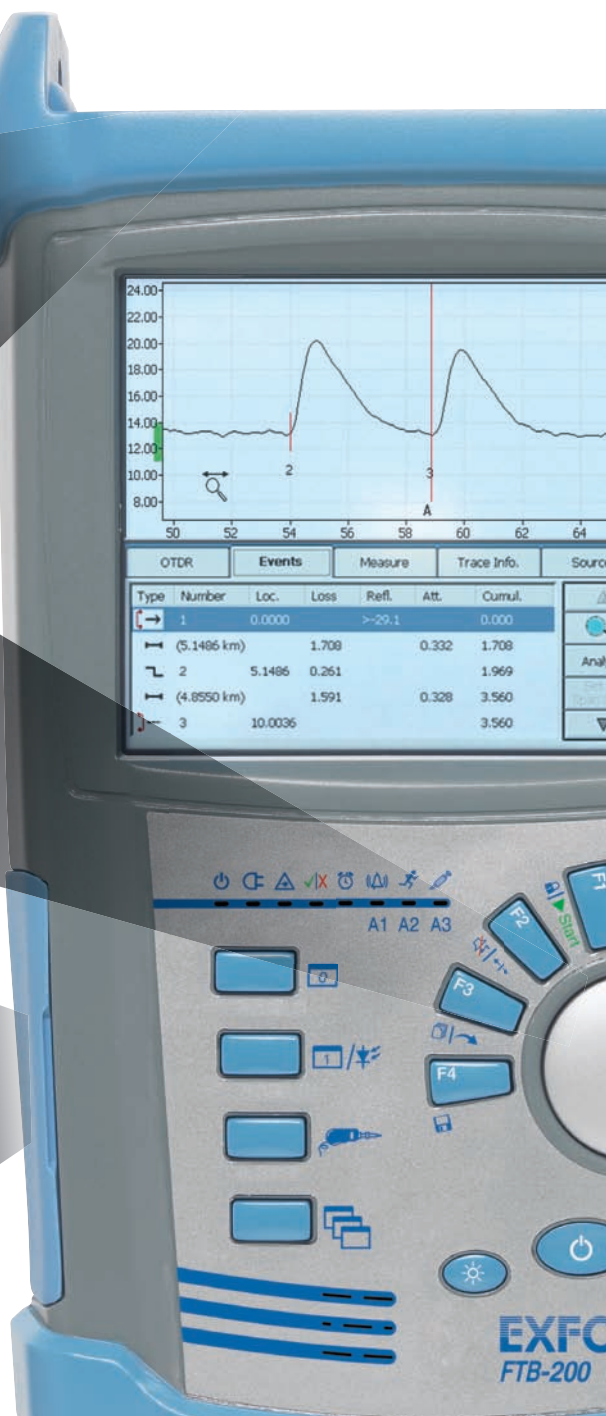 24.00
22.00
20.00
18.00
16.00
14.00
12.00
10.00
8.00
2
3
A
50 52 54 56 58 60 62 64
OTDR Events Measure Trace Info. Source
Type Number Loc. Loss Refl. Att. Cumul.
1 0.0000 >-29.1 0.000
(5.1486 km) 1.708 0.332 1.708
2 5.1486 0.261 1.969
(4.8550 km) 1.591 0.328 3.560
3 10.0036 3.560
Analy
A1 A2 A3
F1
Start
F2
F3
F4
0
1
EXFO
FTB-200